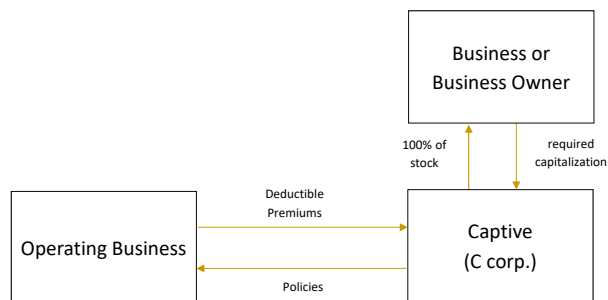 Business or
Business Owner
100% of
stock
required
capitalization
Deductible
Premiums
Operating Business
Captive
(C corp.)
Policies